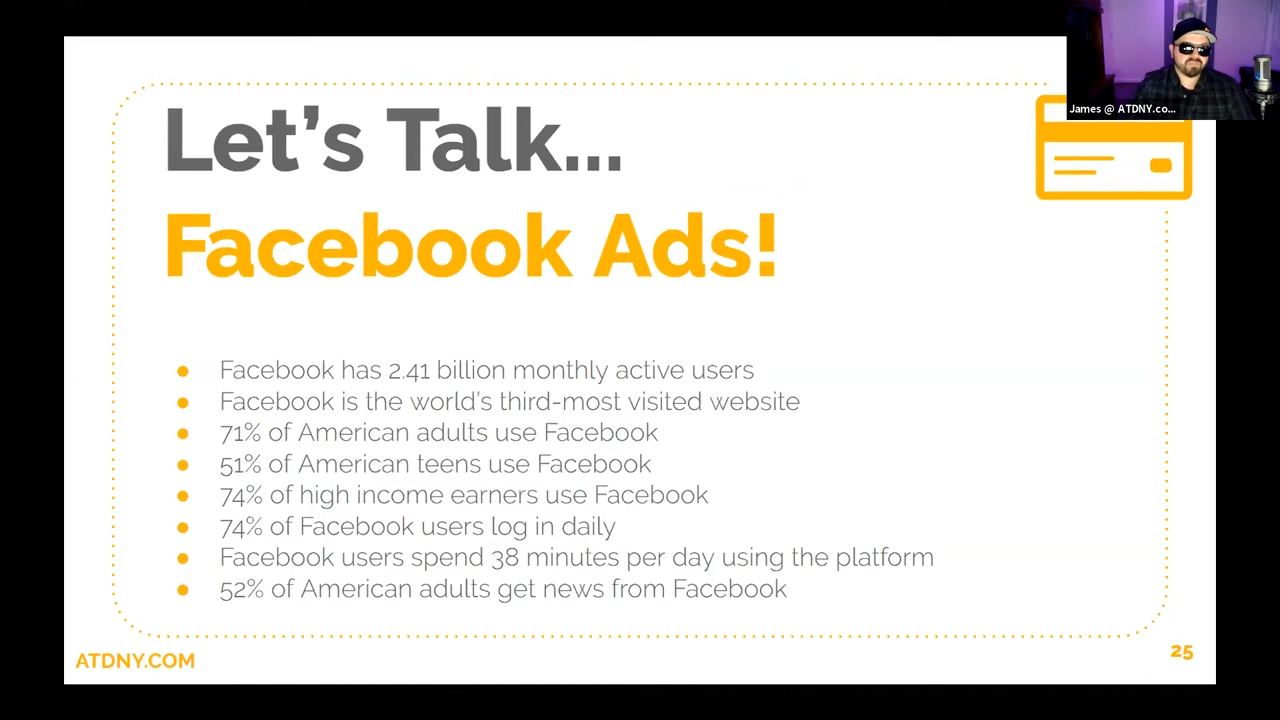 James @ ATDNY.co...
Let's Talk...
Facebook Ads!
● Facebook has 2.41 billion monthly active users
● Facebook is the world's third-most visited website
● 71% of American adults use Facebook
● 51% of American teens use Facebook
● 74% of high income earners use Facebook
● 74% of Facebook users log in daily
● Facebook users spend 38 minutes per day using the platform
● 52% of American adults get news from Facebook
ATDNY.COM
25